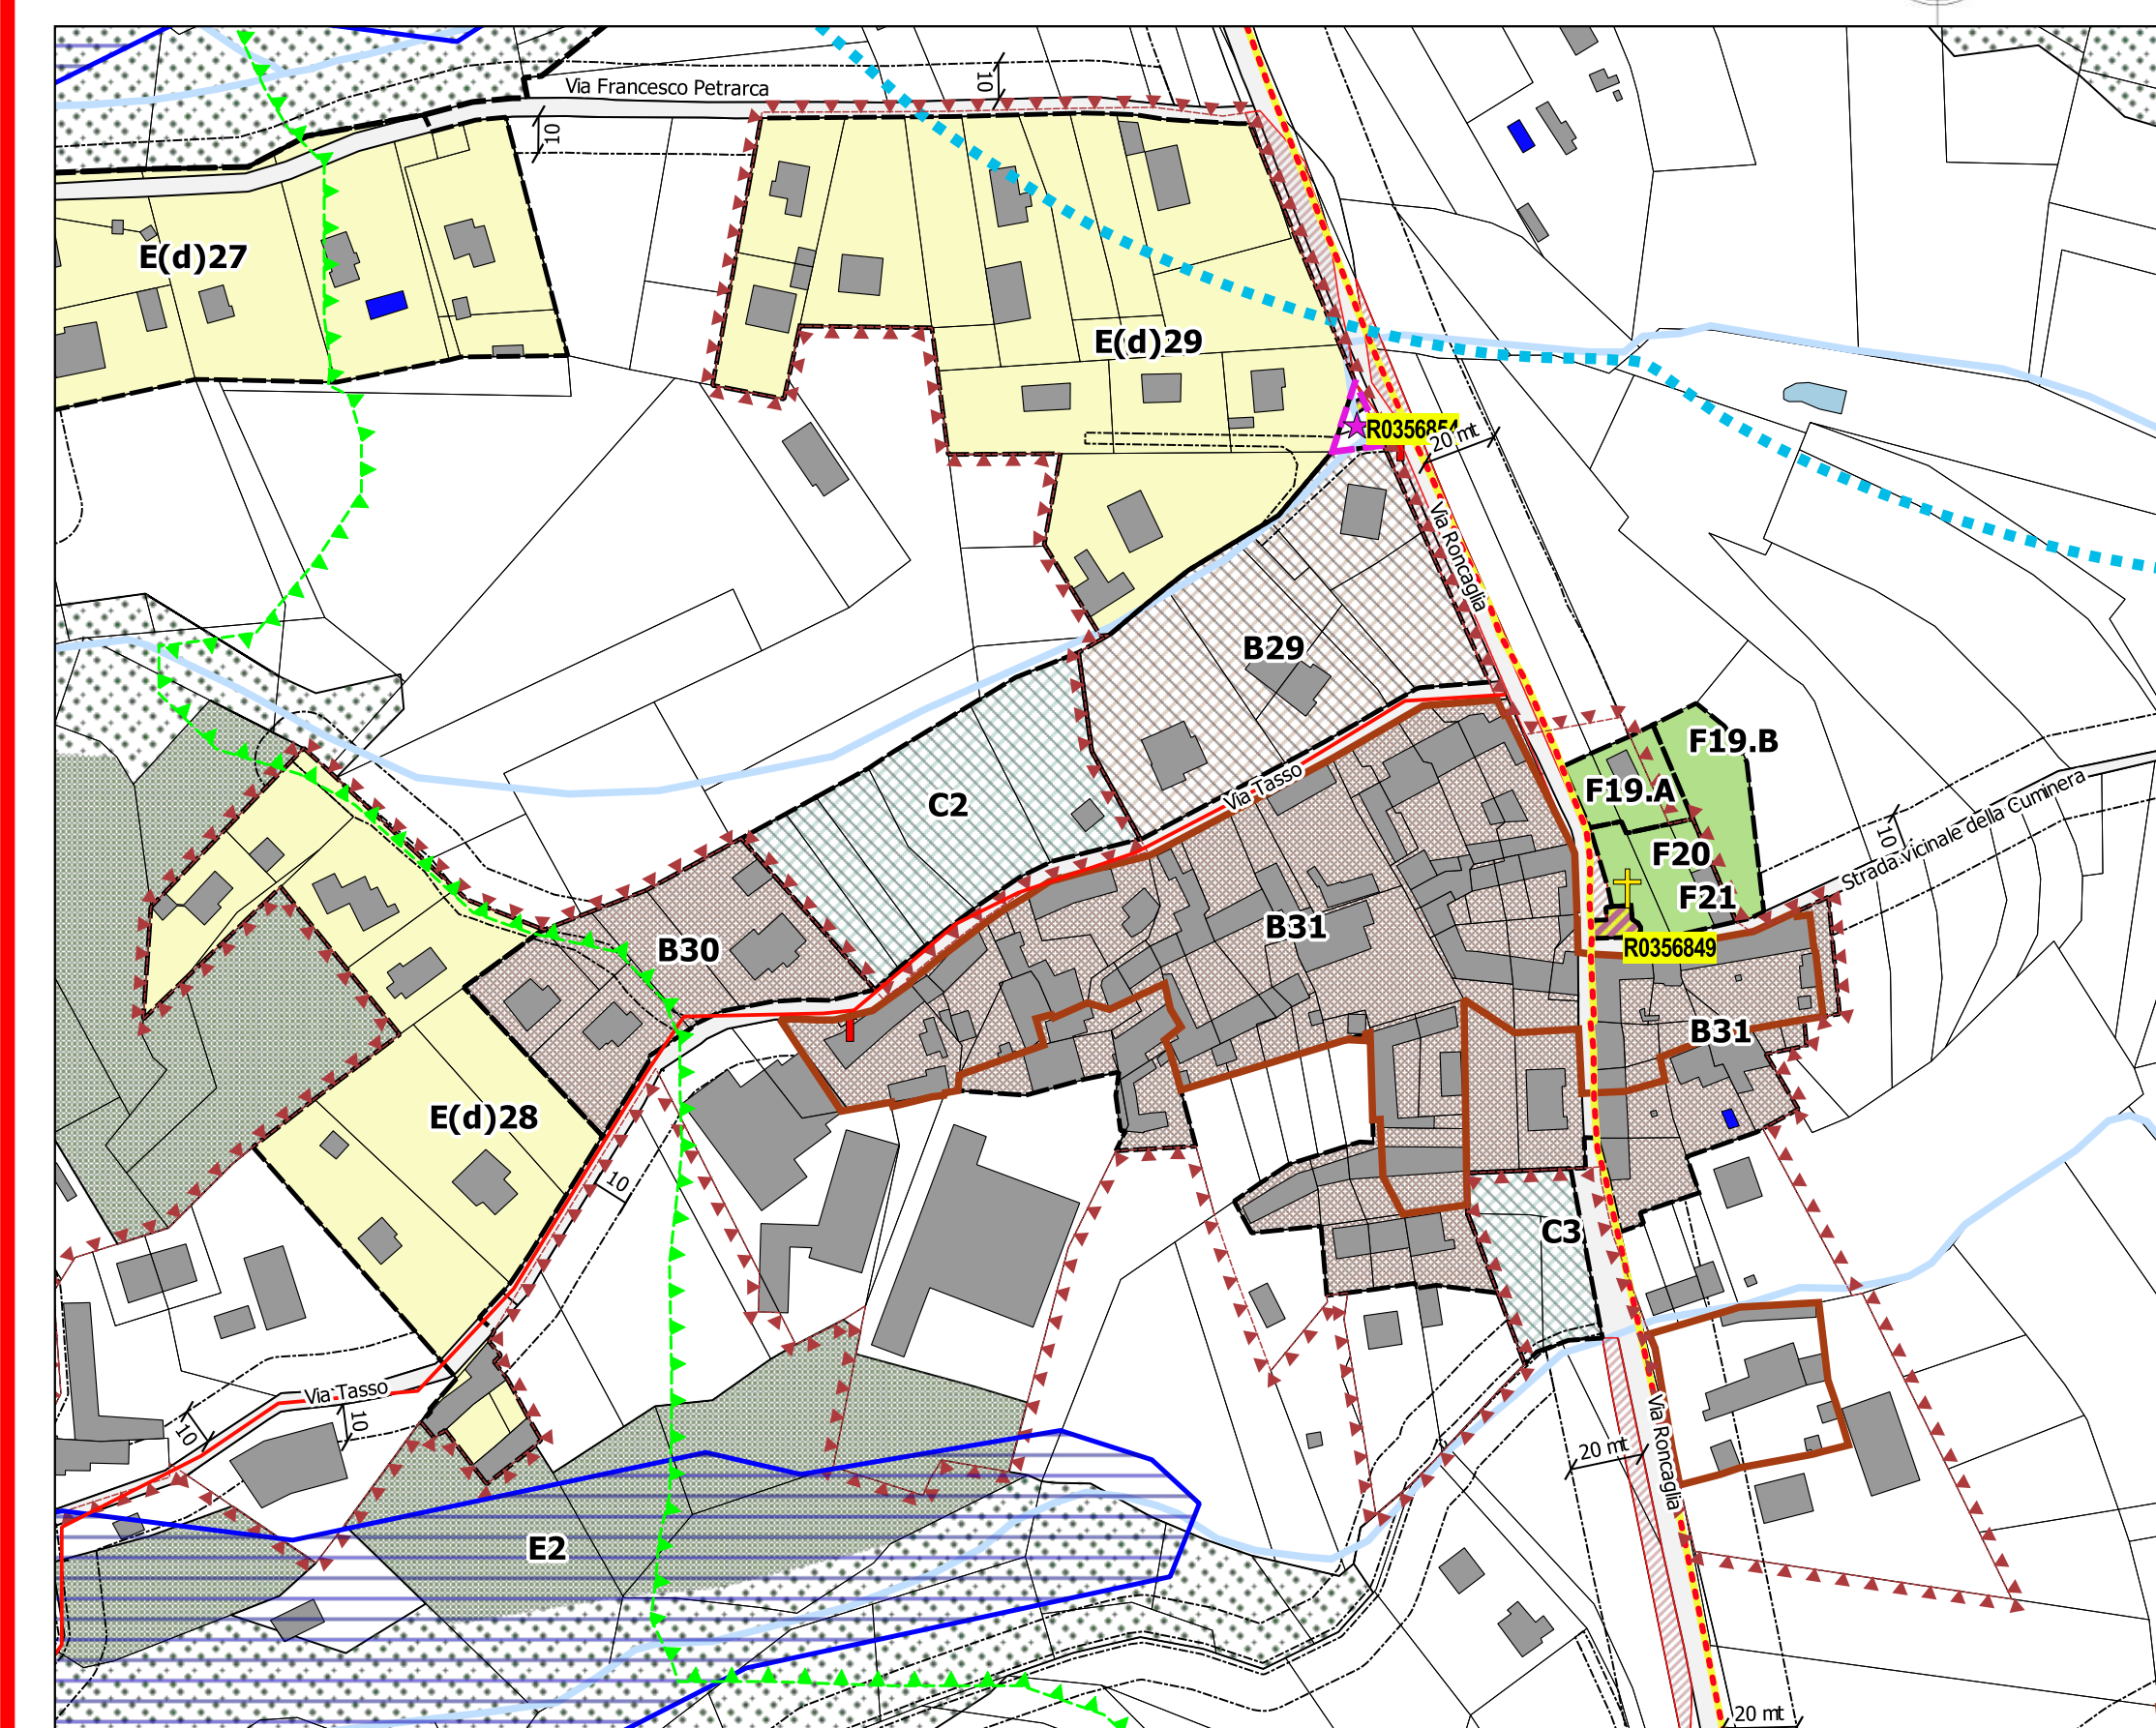 Via Francesco Petrarca
10
10
E(d)27
E(d)29
R0356854
20 mt
Via Roncaglia
B29
F19.B
Via Tasso
F19.A
C2
Strada Vicinale della Cuminera
10
F20
F21
B31
B30
R0356849
B31
E(d)28
10
C3
Via Tasso
10
10
Via Roncaglia
20 mt
E2
20 mt